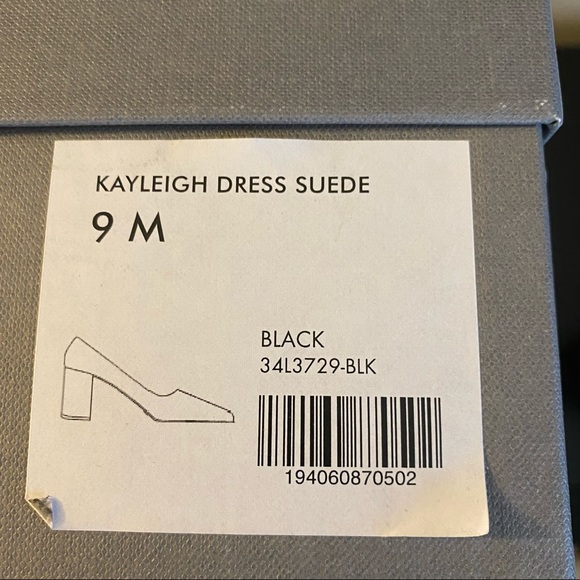 KAYLEIGH DRESS SUEDE
9 M
BLACK
34L3729-BLK
194060870502